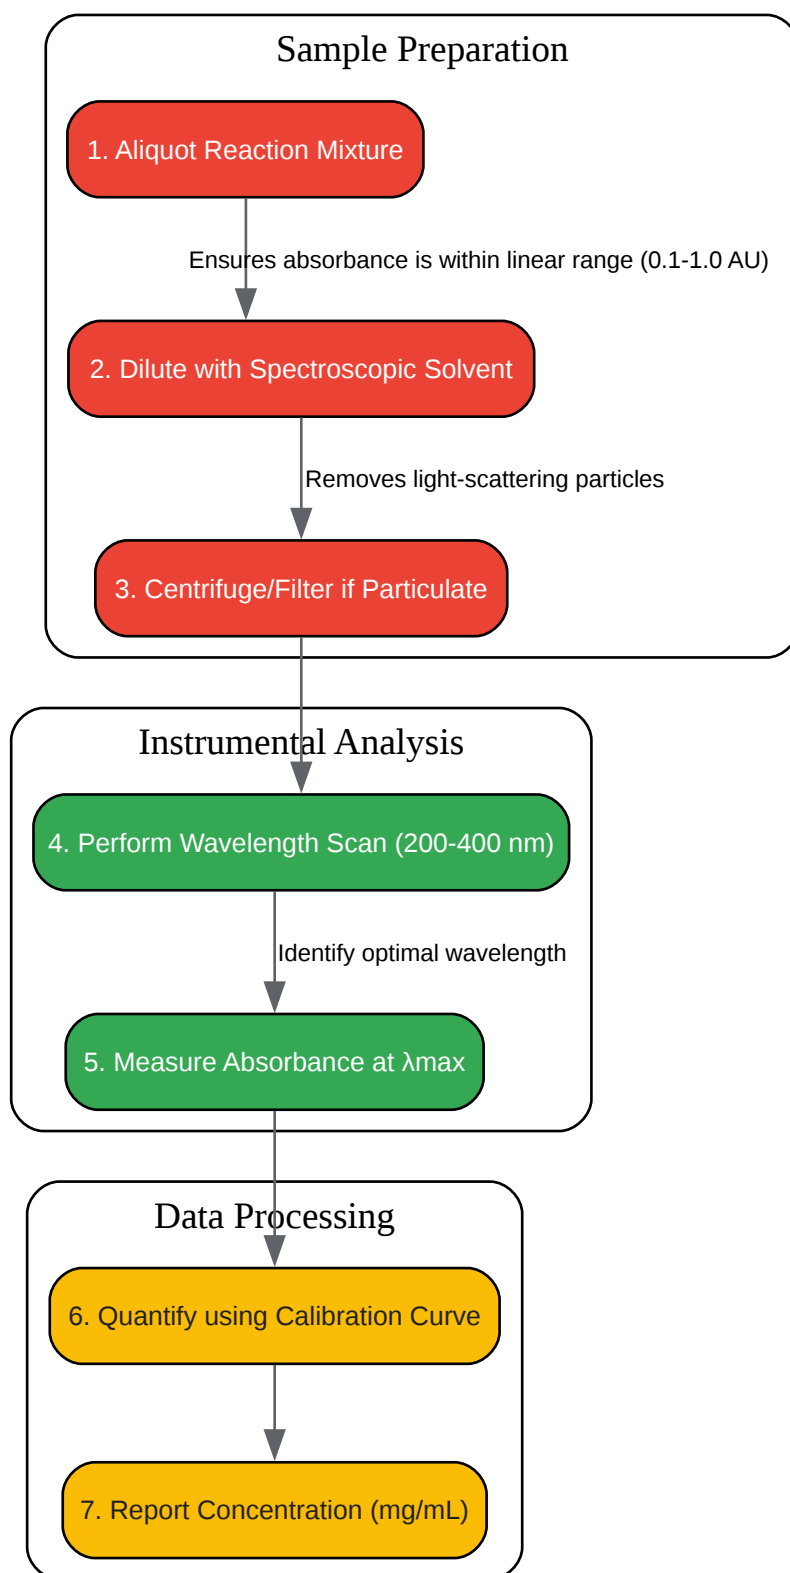 Sample Preparation
1. Aliquot Reaction Mixture
Ensures absorbance is within linear range (0.1-1.0 AU)
2. Dilute with Spectroscopic Solvent
Removes light-scattering particles
3. Centrifuge/Filter if Particulate
Instrumental Analysis
4. Perform Wavelength Scan (200-400 nm)
Identify optimal wavelength
5. Measure Absorbance at λmax
Data Processing
6. Quantify using Calibration Curve
7. Report Concentration (mg/mL)